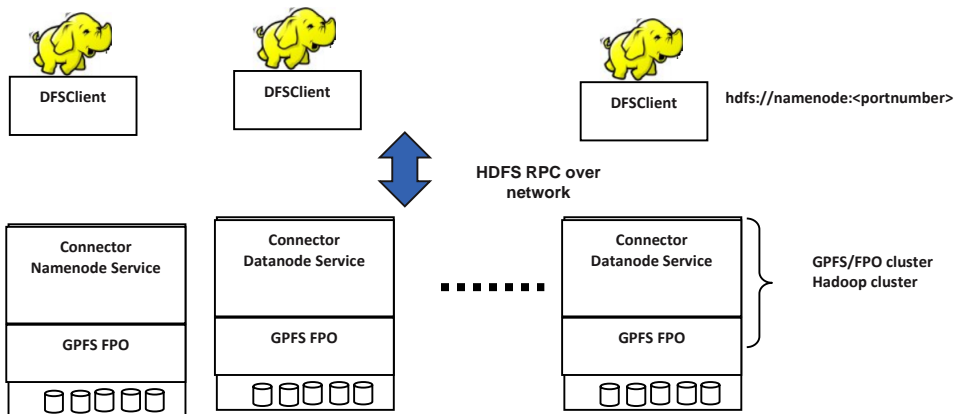 DFSClient
DFSClient
DFSClient
hdfs://namenode:<portnumber>
HDFS RPC over
network
Connector
Namenode Service
Connector
Datanode Service
Connector
Datanode Service
GPFS/FPO cluster
Hadoop cluster
GPFS FPO
GPFS FPO
GPFS FPO